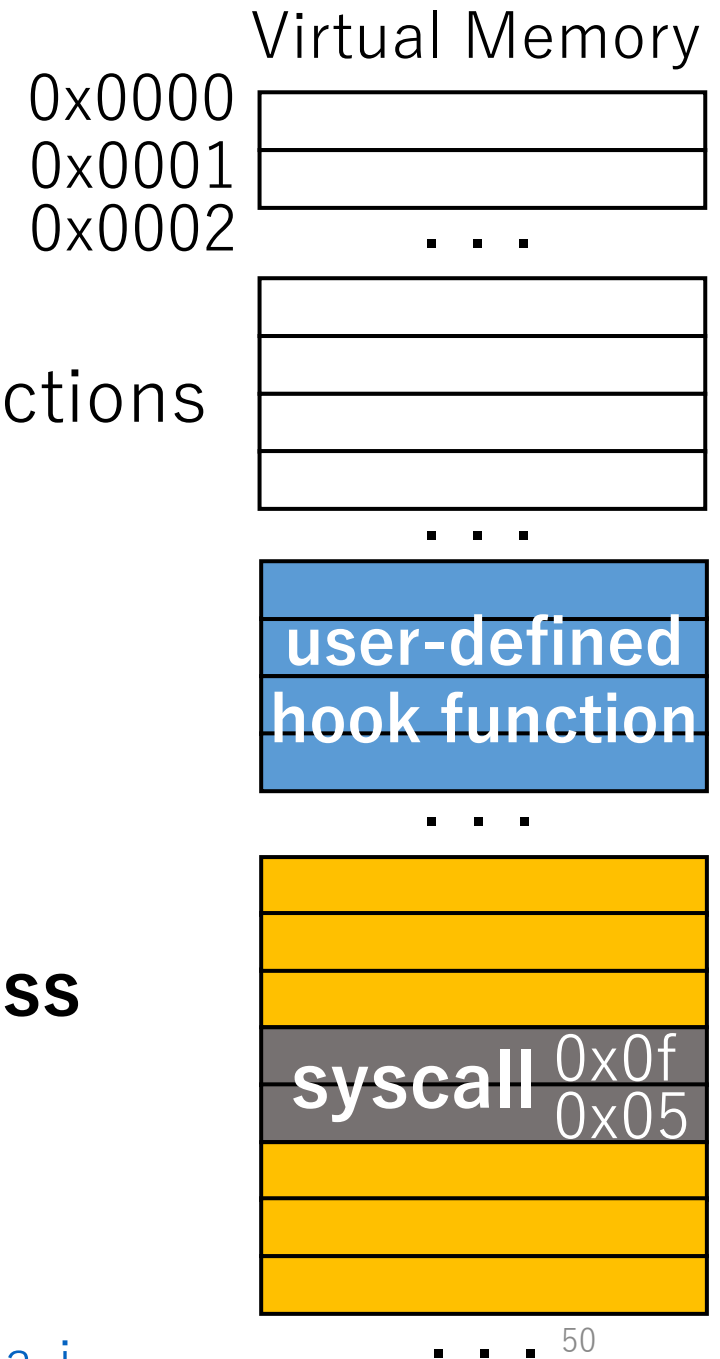 Virtual Memory
0x0000
0x0001
0x0002
. . .
ctions
. . .
user-defined
hook function
. . .
ss
syscall 0x0f
0x05
. . . 50